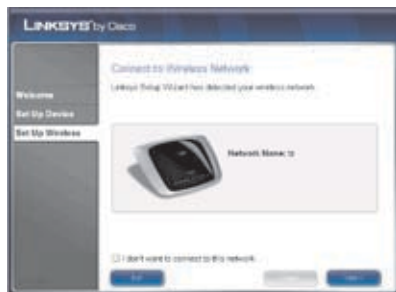 LINKSYS by Cisco
Connect to Wireless Network
Linksys Setup Wizard has detected your wireless network.
Welcome
Set Up Device
Set Up Wireless
Network Name:
I don't want to connect to this network